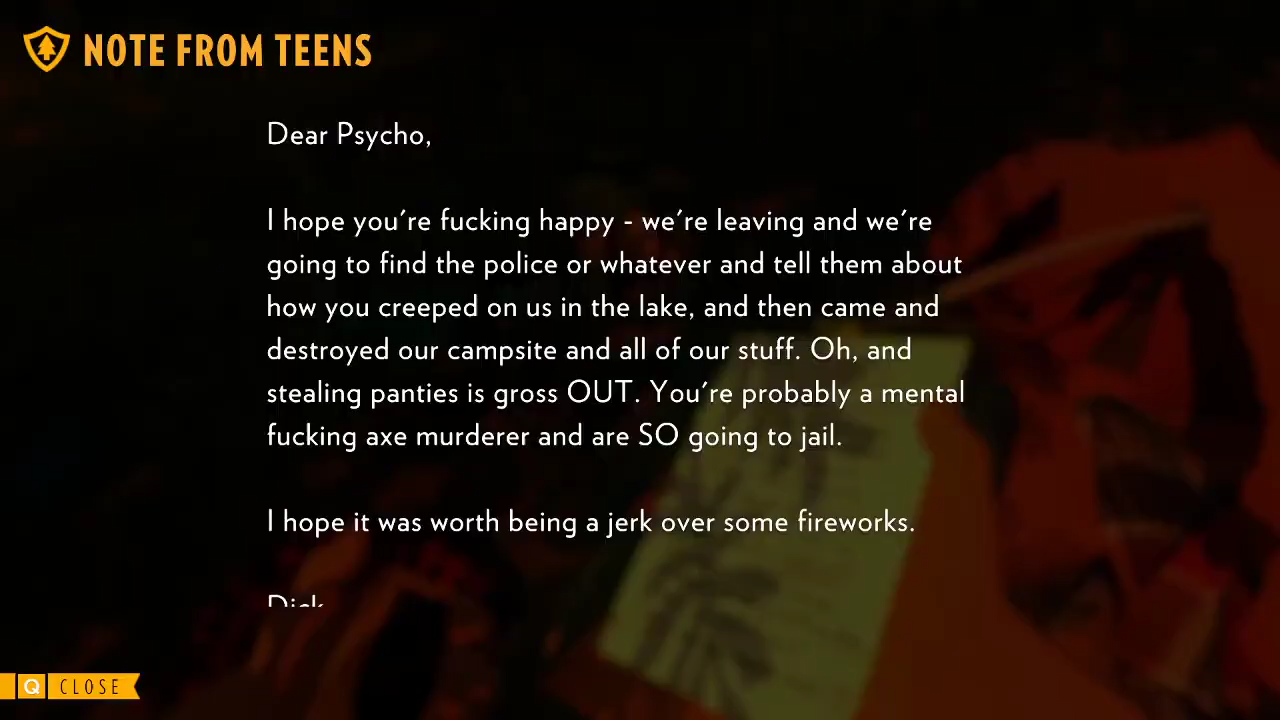 NOTE FROM TEENS
Dear Psycho,
I hope you're fucking happy - we're leaving and we're
going to find the police or whatever and tell them about
how you creeped on us in the lake, and then came and
destroyed our campsite and all of our stuff. Oh, and
stealing panties is gross OUT. You're probably a mental
fucking axe murderer and are SO going to jail.
I hope it was worth being a jerk over some fireworks.
Dick
Q CLOSE